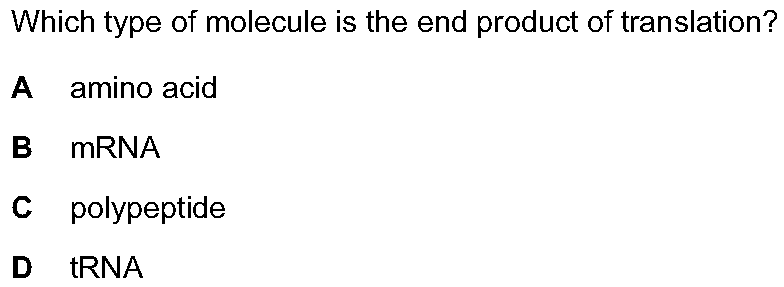 Which type of molecule is the end product of translation?
A amino acid
B mRNA
C polypeptide
D tRNA